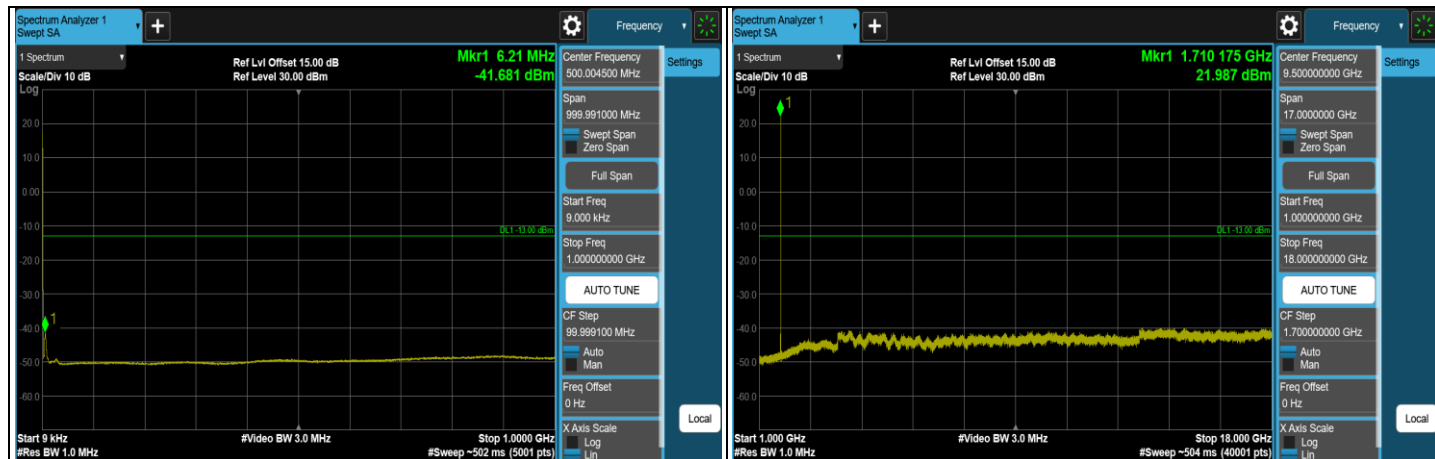 Spectrum Analyzer 1
Swept SA
+
Frequency
1 Spectrum
Scale/Div 10 dB
Log
Ref Lvl Offset 15.00 dB
Ref Level 30.00 dBm
Mkr1 6.21 MHz
-41.681 dBm
1
20.0
10.0
0.00
-10.0
-20.0
-30.0
-40.0
-50.0
-60.0
DL1 -13.00 dBm
Start 9 kHz
#Res BW 1.0 MHz
#Video BW 3.0 MHz
Stop 1.0000 GHz
#Sweep ~502 ms (5001 pts)
Center Frequency
500.004500 MHz
Span
999.991000 MHz
Swept Span
Zero Span
Full Span
Start Freq
9.000 kHz
Stop Freq
1.000000000 GHz
AUTO TUNE
CF Step
99.999100 MHz
Auto
Man
Freq Offset
0 Hz
X Axis Scale
Log
Lin
Settings
Local
Spectrum Analyzer 1
Swept SA
+
Frequency
1 Spectrum
Scale/Div 10 dB
Log
Ref Lvl Offset 15.00 dB
Ref Level 30.00 dBm
Mkr1 1.710 175 GHz
21.987 dBm
1
20.0
10.0
0.00
-10.0
-20.0
-30.0
-40.0
-50.0
-60.0
DL1 -13.00 dBm
Start 1.000 GHz
#Res BW 1.0 MHz
#Video BW 3.0 MHz
Stop 18.000 GHz
#Sweep ~504 ms (40001 pts)
Center Frequency
9.500000000 GHz
Span
17.0000000 GHz
Swept Span
Zero Span
Full Span
Start Freq
1.000000000 GHz
Stop Freq
18.000000000 GHz
AUTO TUNE
CF Step
1.700000000 GHz
Auto
Man
Freq Offset
0 Hz
X Axis Scale
Log
Lin
Settings
Local